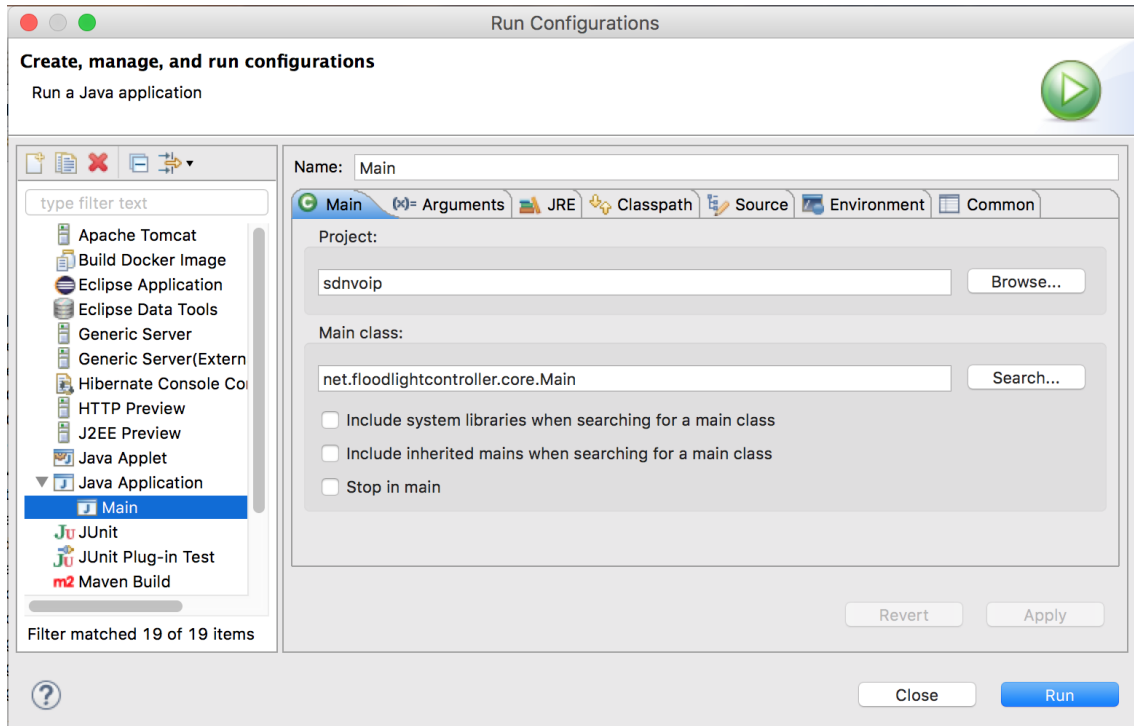 Run Configurations
Create, manage, and run configurations
Run a Java application
type filter text
Apache Tomcat
Build Docker Image
Eclipse Application
Eclipse Data Tools
Generic Server
Generic Server(Extern
Hibernate Console Co
HTTP Preview
J2EE Preview
Java Applet
Java Application
Main
JUnit
JUnit Plug-in Test
Maven Build
Filter matched 19 of 19 items
Name: Main
Main (x)= Arguments JRE Classpath Source Environment Common
Project:
sdnvoip Browse...
Main class:
net.floodlightcontroller.core.Main Search...
Include system libraries when searching for a main class
Include inherited mains when searching for a main class
Stop in main
Revert Apply
? Close Run